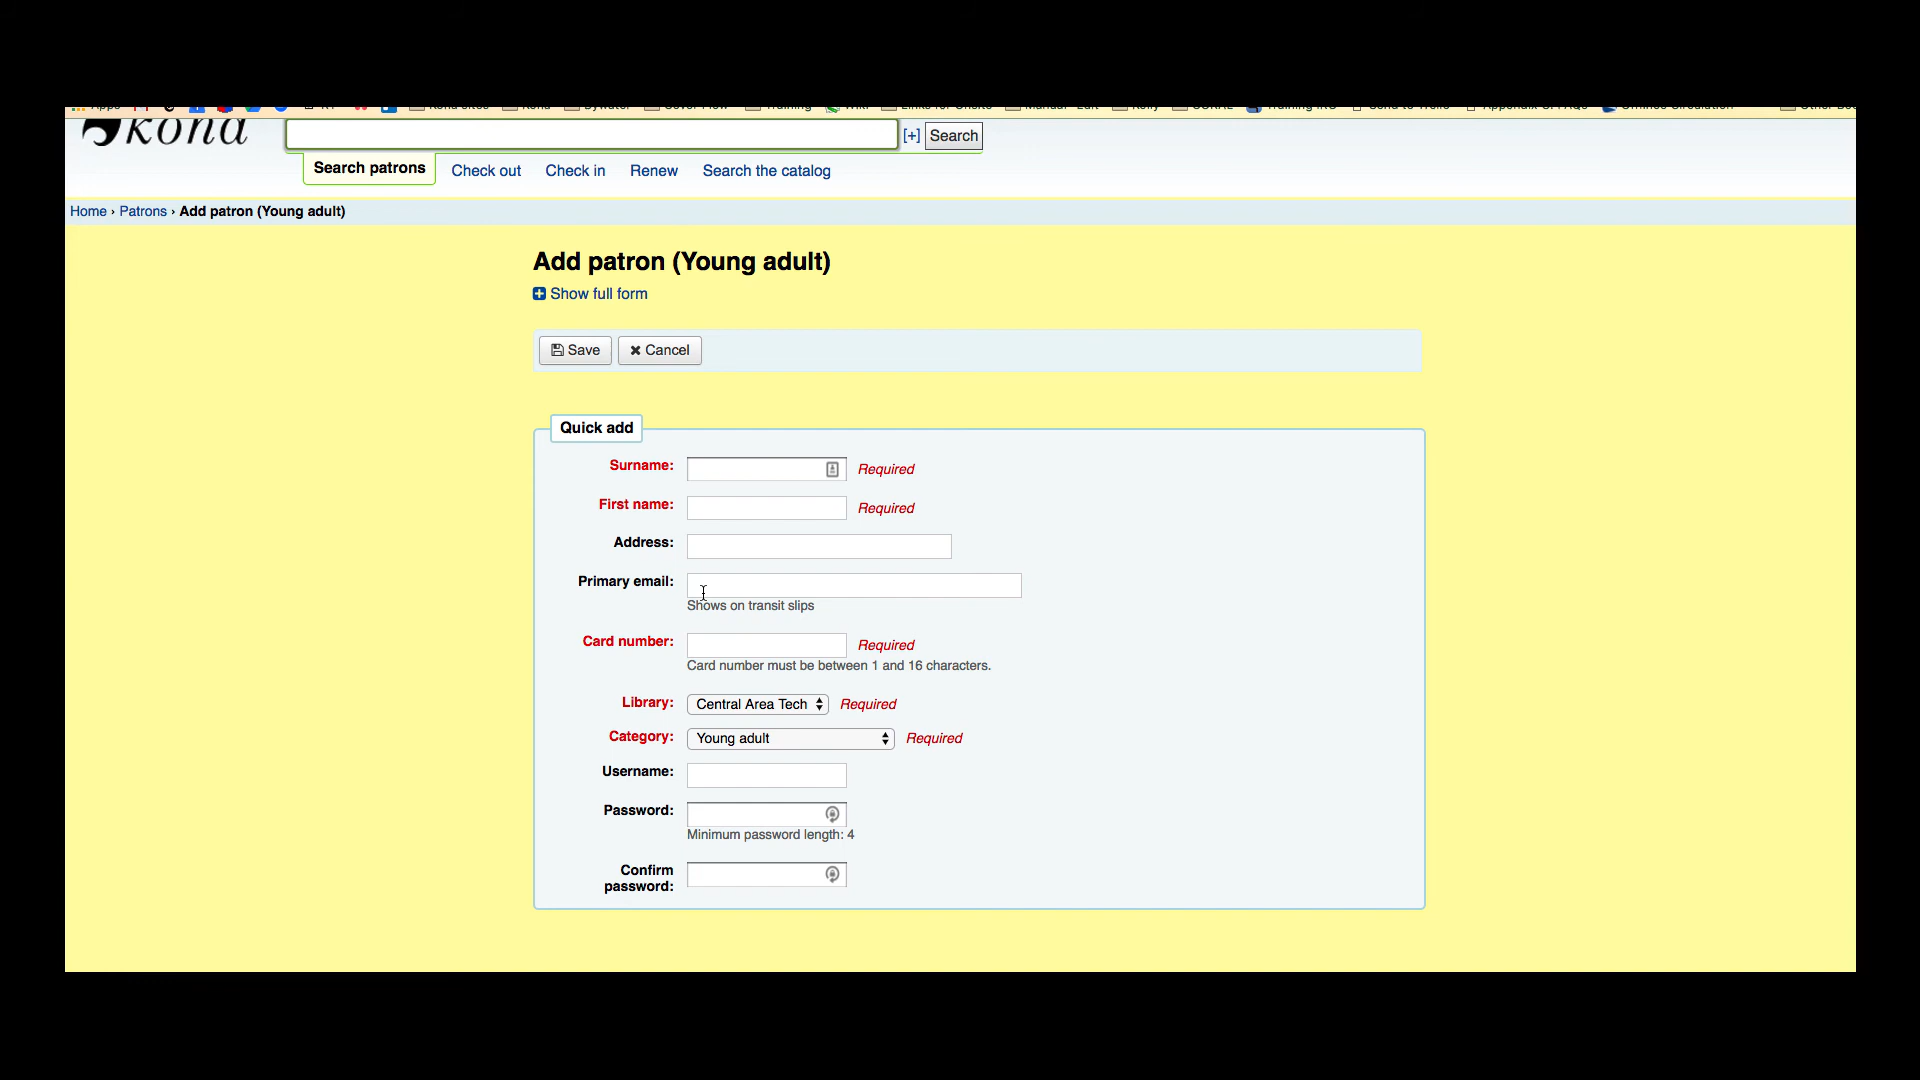 koha
[+] Search
Search patrons Check out Check in Renew Search the catalog
Home › Patrons › Add patron (Young adult)
Add patron (Young adult)
Show full form
Save Cancel
Quick add
Surname: Required
First name: Required
Address:
Primary email:
Shows on transit slips
Card number: Required
Card number must be between 1 and 16 characters.
Library: Central Area Tech Required
Category: Young adult Required
Username:
Password:
Minimum password length: 4
Confirm
password: